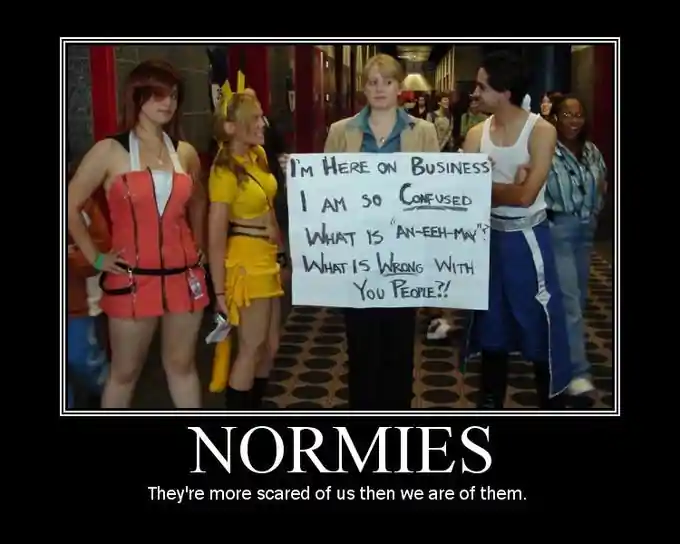 I'm Here on Business
I am so Confused
What is "An-eeh-may"?
What is Wrong with
You People?!
NORMIES
They're more scared of us then we are of them.